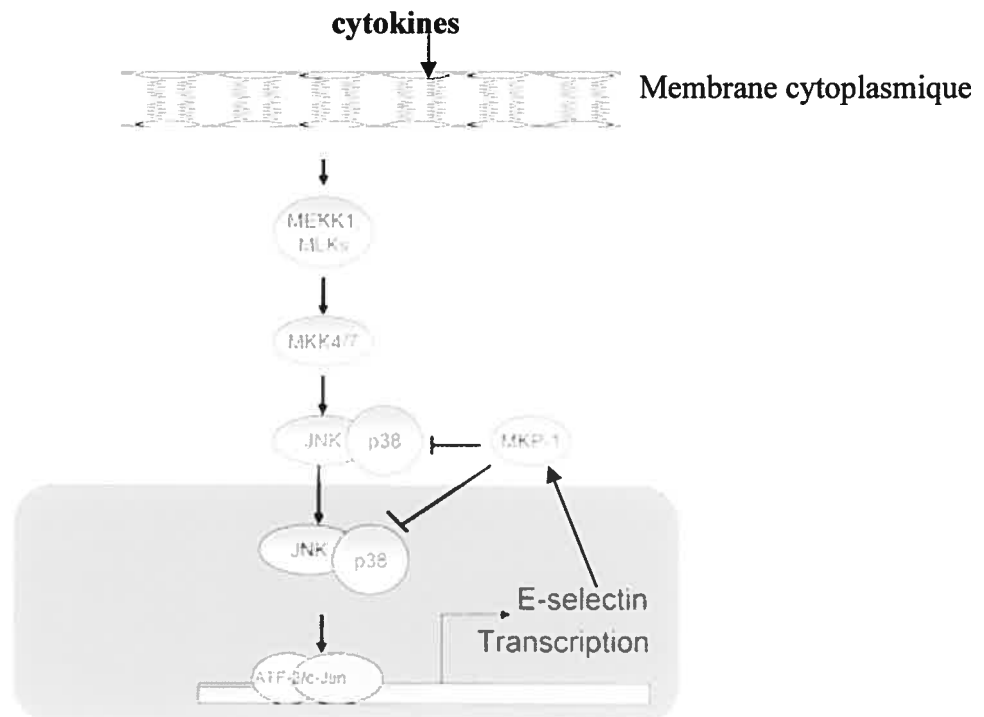 cytokines
Membrane cytoplasmique
MEKK1,
MLKs
MKK4/7
JNK
p38
MKP-1
JNK
p38
E-selectin
Transcription
ATF-2/c-Jun